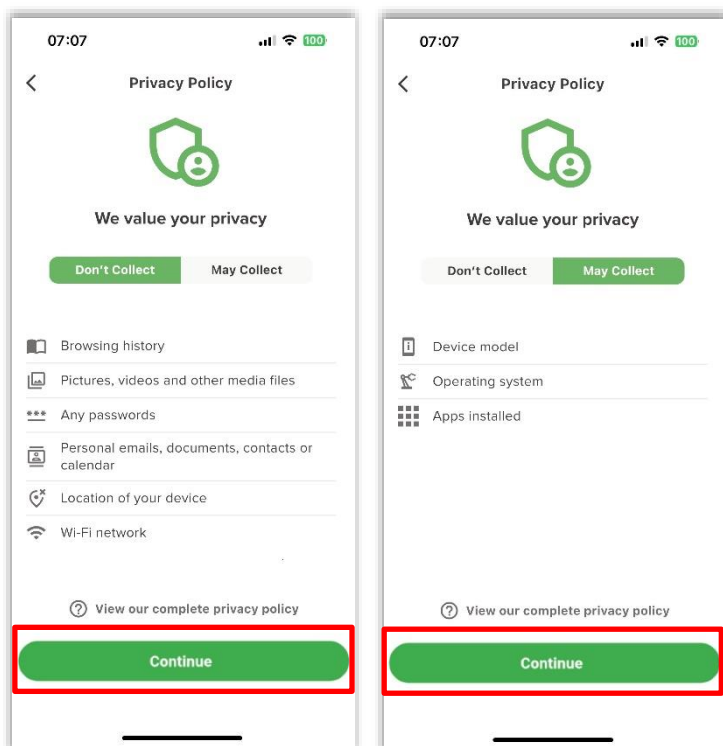 07:07
100
Privacy Policy
We value your privacy
Don't Collect May Collect
Browsing history
Pictures, videos and other media files
Any passwords
Personal emails, documents, contacts or
calendar
Location of your device
Wi-Fi network
View our complete privacy policy
Continue
07:07
100
Privacy Policy
We value your privacy
Don't Collect May Collect
Device model
Operating system
Apps installed
View our complete privacy policy
Continue